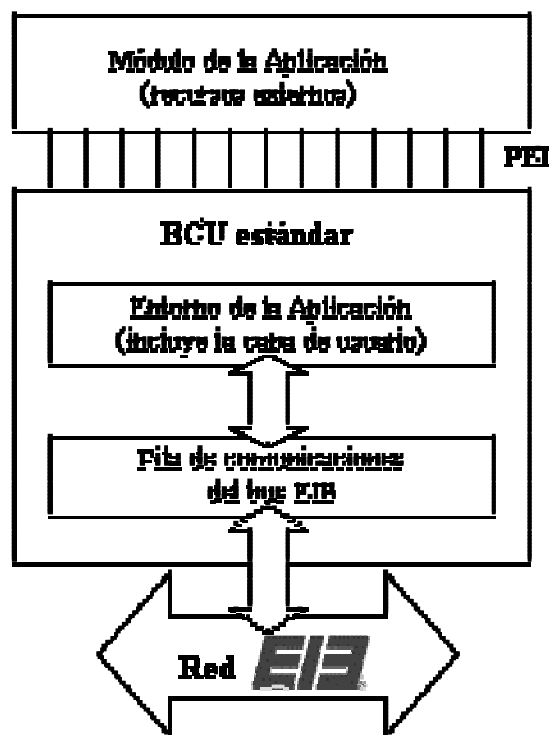 Módulo de la Aplicación
(recursos externos)
PEI
BCU estándar
Entorno de la Aplicación
(incluye la capa de usuario)
Pila de comunicaciones
del bus EIB
Red EIB